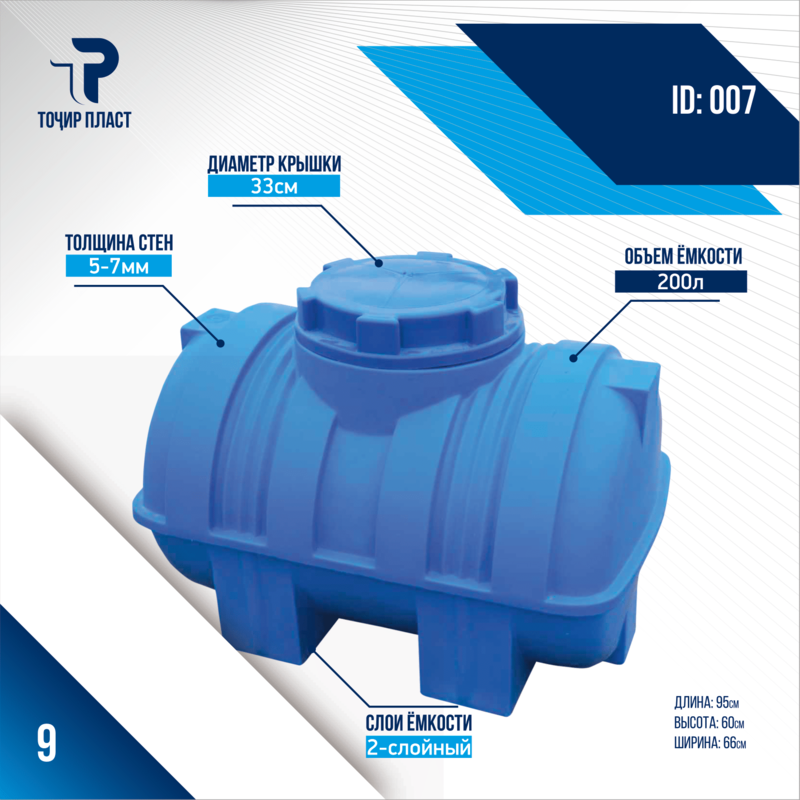 ТОҶИР ПЛАСТ
ID: 007
ДИАМЕТР КРЫШКИ
33см
ТОЛЩИНА СТЕН
5-7мм
ОБЪЕМ ЁМКОСТИ
200л
СЛОИ ЁМКОСТИ
2-слойный
ДЛИНА: 95см
ВЫСОТА: 60см
ШИРИНА: 66см
9